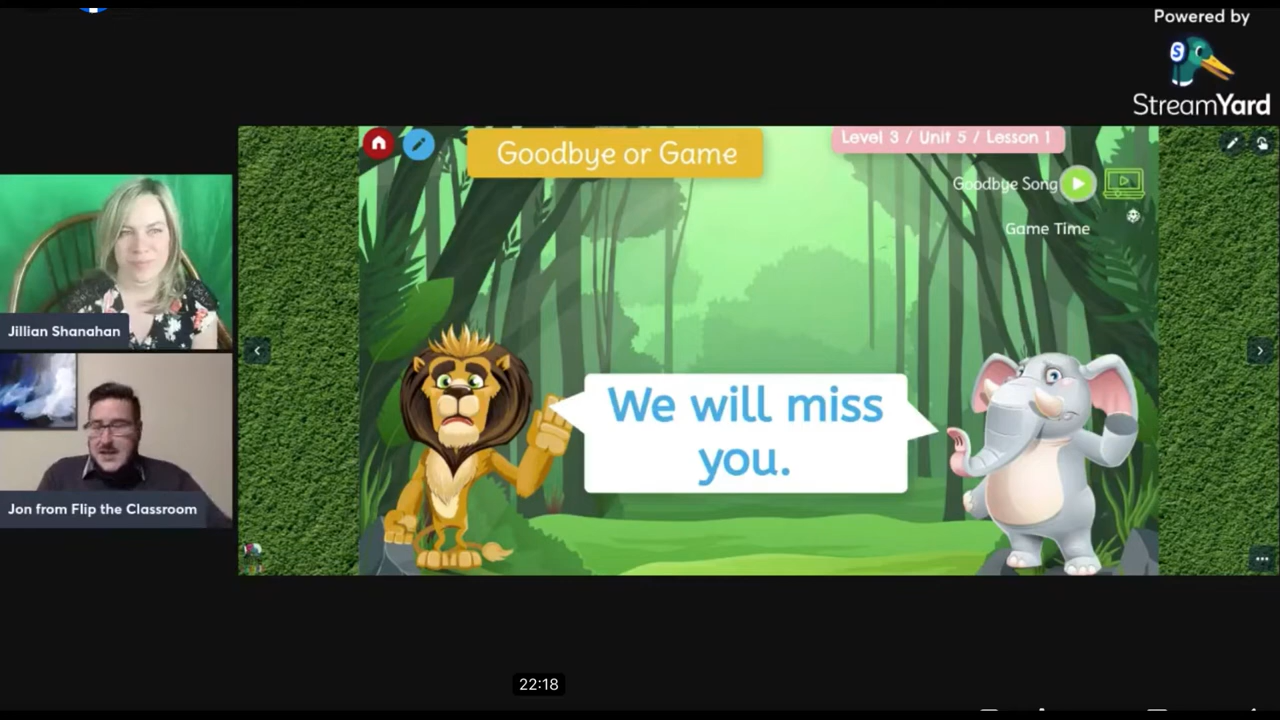 Powered by
StreamYard
Goodbye or Game
Level 3 / Unit 5 / Lesson 1
Goodbye Song
Game Time
Jillian Shanahan
We will miss
you.
Jon from Flip the Classroom
22:18